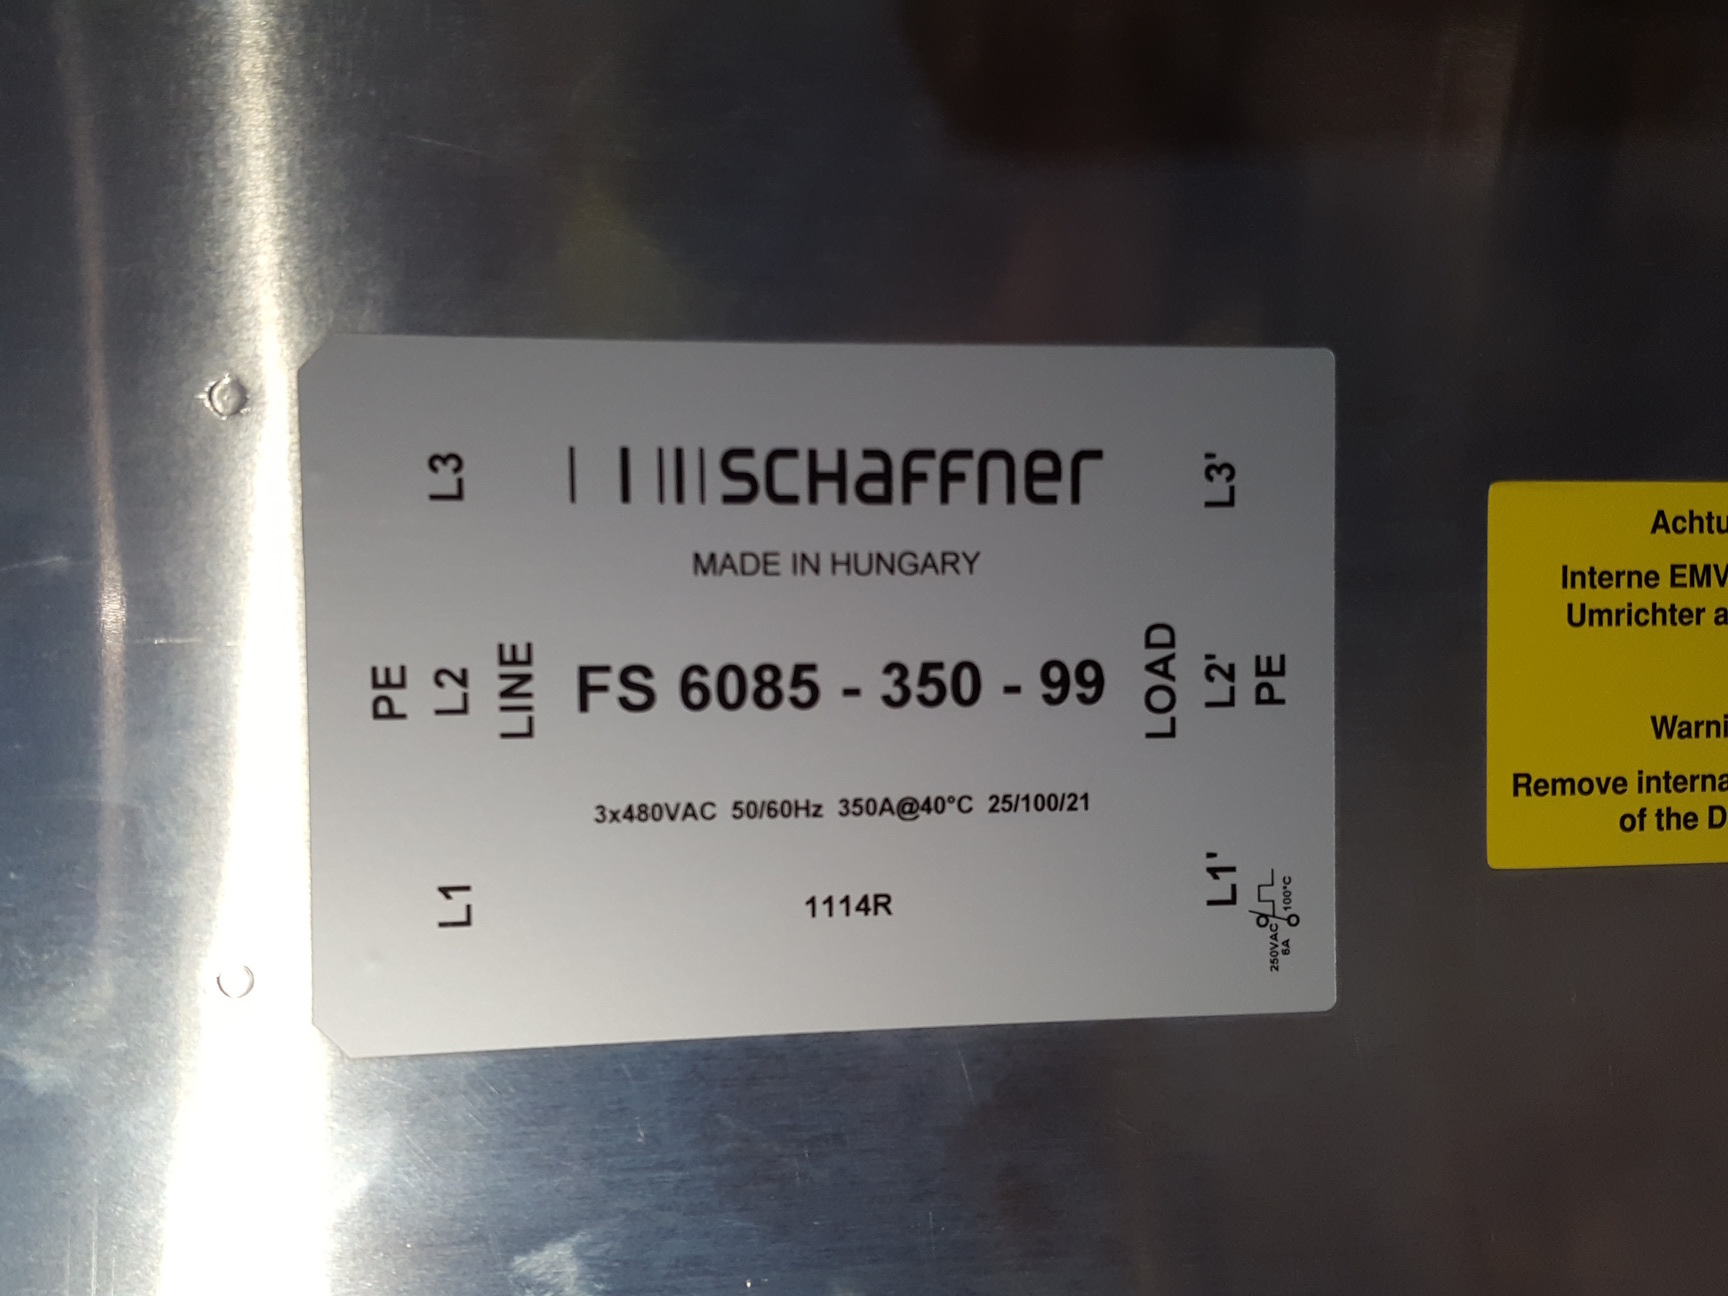 L3
SCHAFFNER
L3'
MADE IN HUNGARY
PE
L2
LINE
FS 6085 - 350 - 99
LOAD
L2'
PE
3x480VAC 50/60Hz 350A@40°C 25/100/21
L1
1114R
L1'
250VAC
6A
100°C
Achtu
Interne EMV
Umrichter a
Warni
Remove interna
of the D